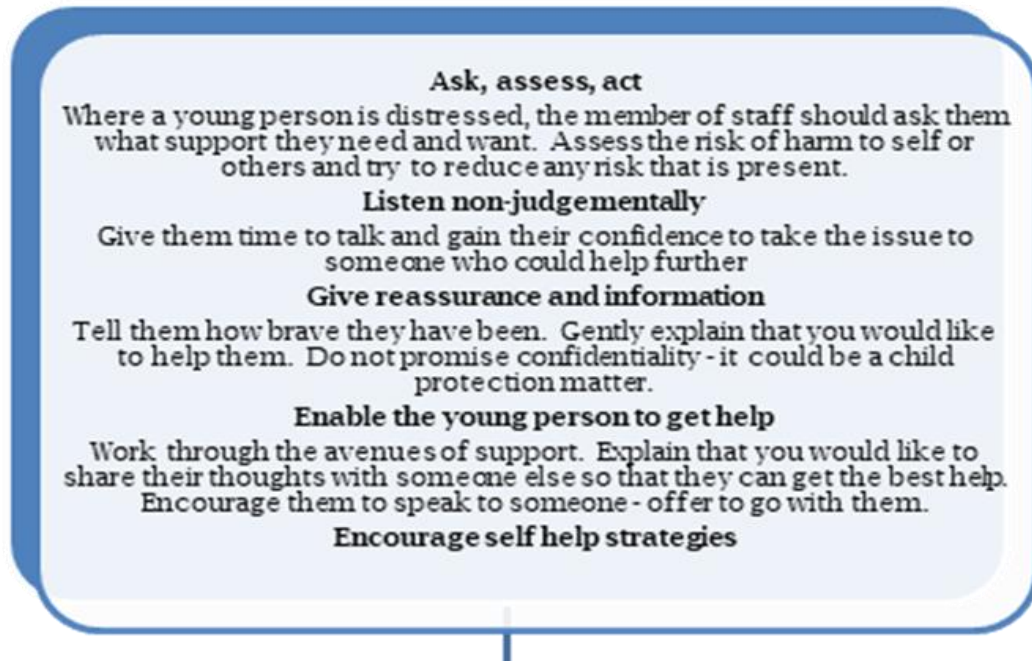 Ask, assess, act
Where a young person is distressed, the member of staff should ask them
what support they need and want. Assess the risk of harm to self or
others and try to reduce any risk that is present.
Listen non-judgementally
Give them time to talk and gain their confidence to take the issue to
someone who could help further
Give reassurance and information
Tell them how brave they have been. Gently explain that you would like
to help them. Do not promise confidentiality - it could be a child
protection matter.
Enable the young person to get help
Work through the avenues of support. Explain that you would like to
share their thoughts with someone else so that they can get the best help.
Encourage them to speak to someone - offer to go with them.
Encourage self help strategies